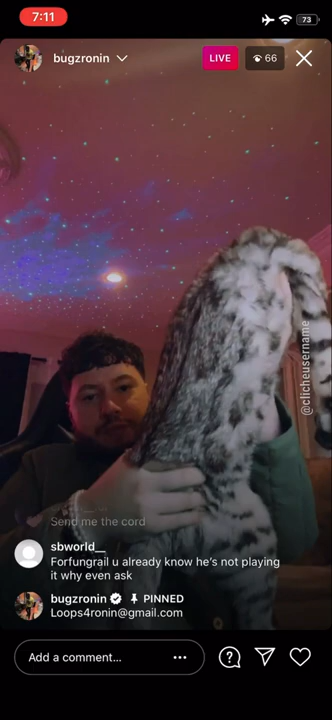 7:11
73
bugzronin
LIVE
66
@clicheusername
Send me the cord
sbworld__
Forfungrail u already know he's not playing
it why even ask
bugzronin PINNED
Loops4ronin@gmail.com
Add a comment...